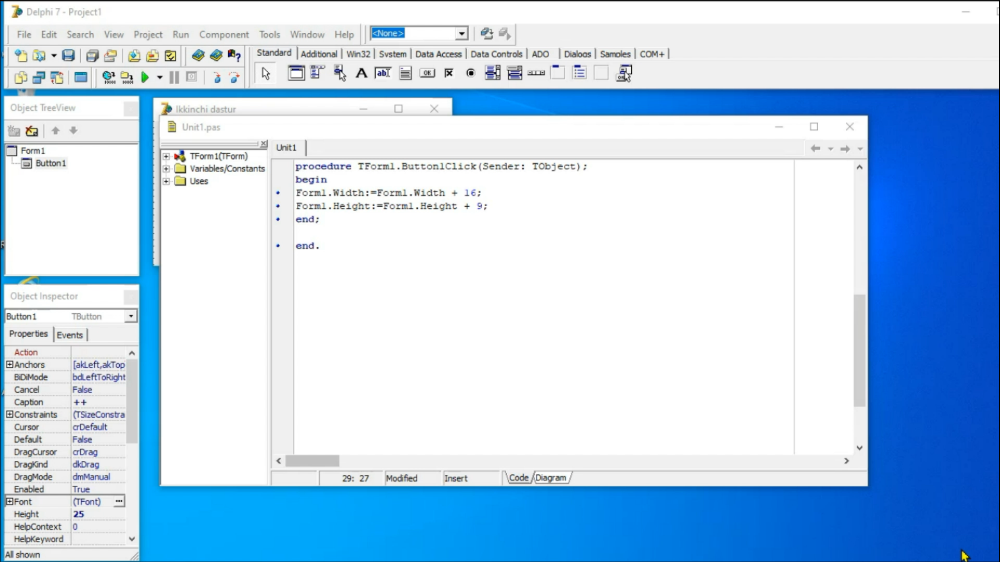 Delphi 7 - Project1
File Edit Search View Project Run Component Tools Window Help
<None>
Standard Additional Win32 System Data Access Data Controls ADO Dialogs Samples COM+
Object TreeView
Form1
Button1
Ikkinchi dastur
Unit1.pas
TForm1(TForm)
Variables/Constants
Uses
Unit1
procedure TForm1.Button1Click(Sender: TObject);
begin
Form1.Width:=Form1.Width + 16;
Form1.Height:=Form1.Height + 9;
end;
end.
29: 27 Modified Insert Code Diagram
Object Inspector
Button1 TButton
Properties Events
Action
Anchors [akLeft,akTop
BiDiMode bdLeftToRight
Cancel False
Caption ++
Constraints (TSizeConstra
Cursor crDefault
Default False
DragCursor crDrag
DragKind dkDrag
DragMode dmManual
Enabled True
Font (TFont) ...
Height 25
HelpContext 0
HelpKeyword
All shown